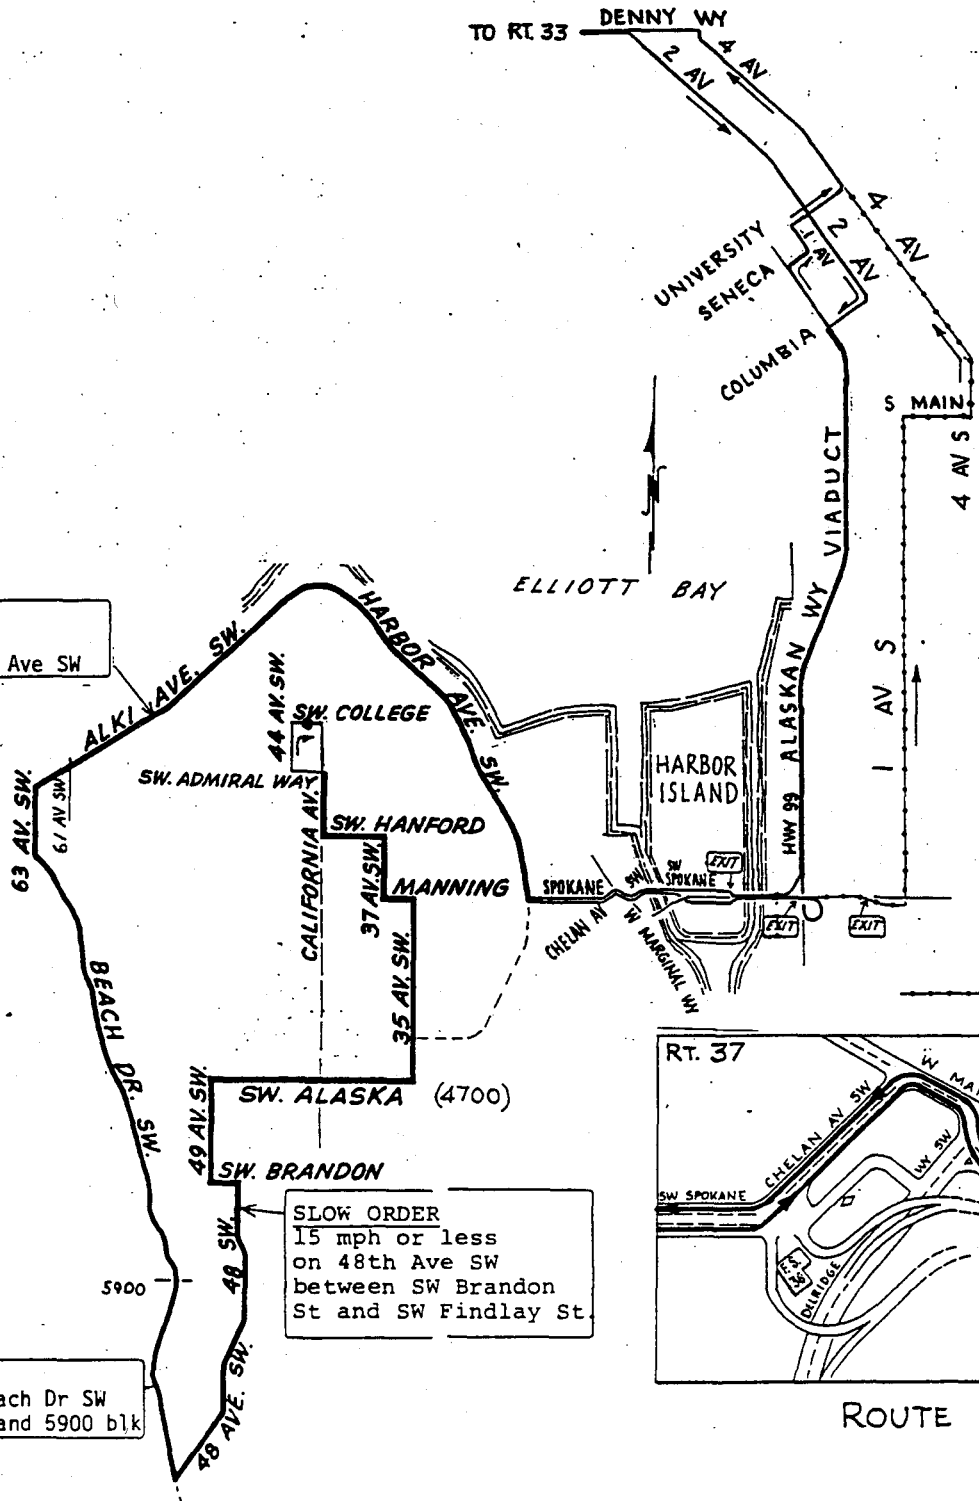 DENNY WY
TO RT. 33
2 AV
4 AV
4 AV
2 AV
1 AV
UNIVERSITY
SENECA
COLUMBIA
S MAIN
4 AV S
VIADUCT
ELLIOTT BAY
HARBOR AVE. SW.
Ave SW
ALKI AVE. SW.
44 AV. SW.
SW. COLLEGE
SW. ADMIRAL WAY
ALASKAN WY
1 AV S
HARBOR
ISLAND
HWY 99
63 AV. SW.
61 AV SW
CALIFORNIA AV.
SW. HANFORD
37 AV. SW.
MANNING
SPOKANE
SW
SW
SPOKANE
EXIT
EXIT
EXIT
CHELAN AV
W MARGINAL WY
BEACH DR. SW.
35 AV. SW.
SW. ALASKA (4700)
49 AV. SW.
SW. BRANDON
48 SW.
SLOW ORDER
15 mph or less
on 48th Ave SW
between SW Brandon
St and SW Findlay St.
5900
ach Dr SW
and 5900 blk
48 AVE. SW.
RT. 37
W MA
CHELAN AV SW
WY SW
SW SPOKANE
DELRIDGE
ROUTE